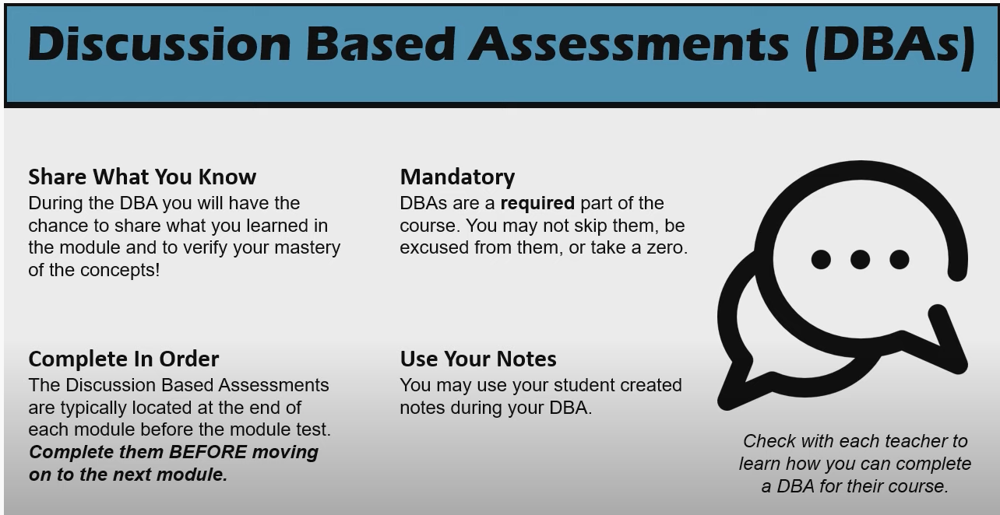 Discussion Based Assessments (DBAs)
Share What You Know
During the DBA you will have the
chance to share what you learned in
the module and to verify your mastery
of the concepts!
Mandatory
DBAs are a required part of the
course. You may not skip them, be
excused from them, or take a zero.
Complete In Order
The Discussion Based Assessments
are typically located at the end of
each module before the module test.
Complete them BEFORE moving
on to the next module.
Use Your Notes
You may use your student created
notes during your DBA.
Check with each teacher to
learn how you can complete
a DBA for their course.